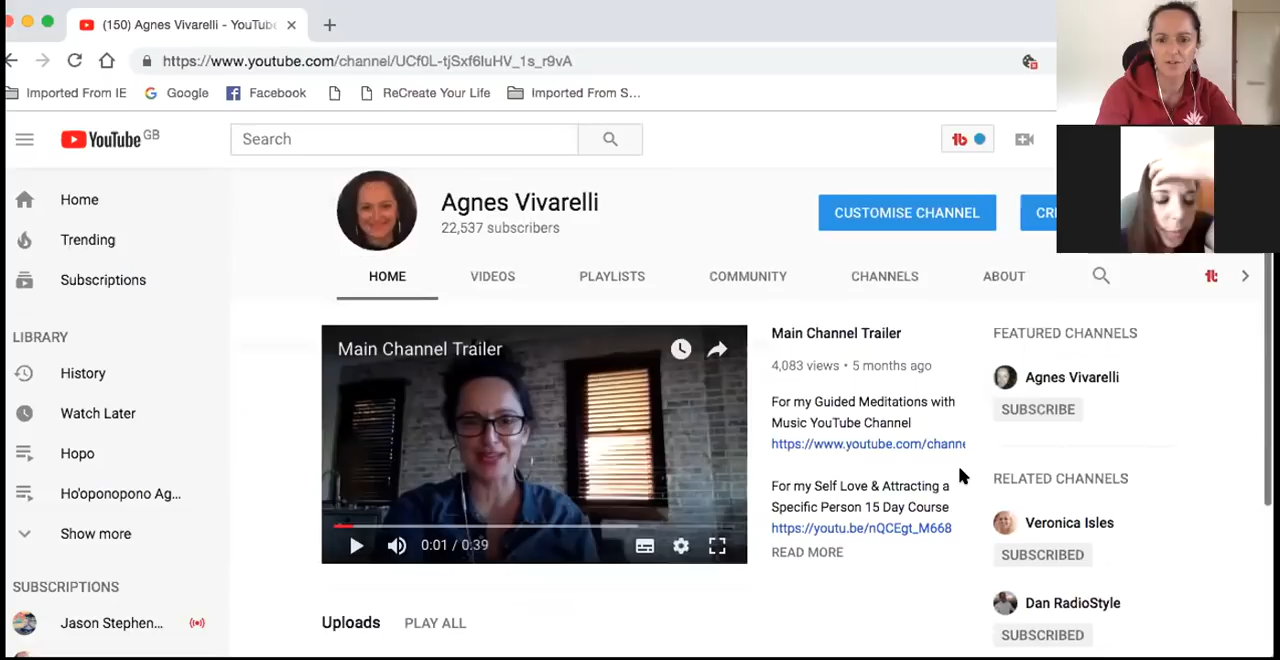 (150) Agnes Vivarelli - YouTub
https://www.youtube.com/channel/UCf0L-tjSxf6luHV_1s_r9vA
Imported From IE Google Facebook ReCreate Your Life Imported From S...
YouTube GB
Search
tb
Home
Trending
Subscriptions
LIBRARY
History
Watch Later
Hopo
Ho'oponopono Ag...
Show more
SUBSCRIPTIONS
Jason Stephen...
Agnes Vivarelli
22,537 subscribers
CUSTOMISE CHANNEL
CR
HOME VIDEOS PLAYLISTS COMMUNITY CHANNELS ABOUT
Main Channel Trailer
0:01 / 0:39
Main Channel Trailer
4,083 views • 5 months ago
For my Guided Meditations with
Music YouTube Channel
https://www.youtube.com/channe
For my Self Love & Attracting a
Specific Person 15 Day Course
https://youtu.be/nQCEgt_M668
READ MORE
FEATURED CHANNELS
Agnes Vivarelli
SUBSCRIBE
RELATED CHANNELS
Veronica Isles
SUBSCRIBED
Dan RadioStyle
SUBSCRIBED
Uploads PLAY ALL